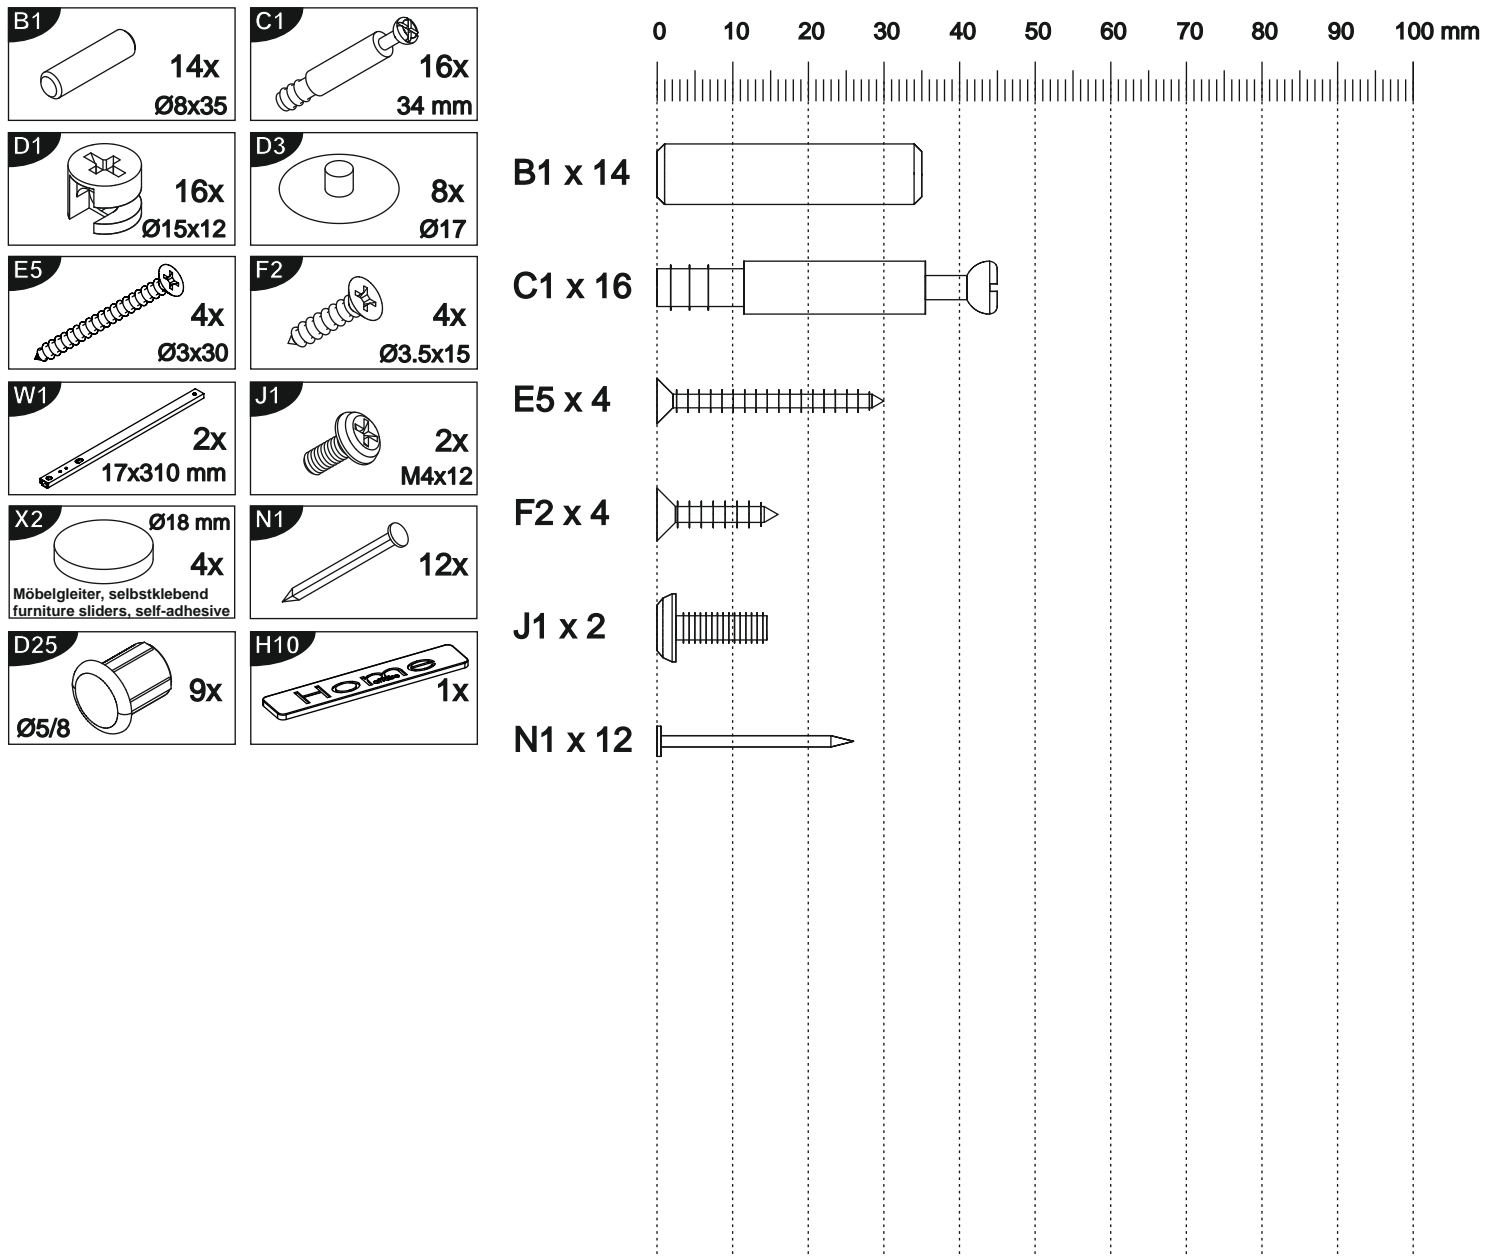 B1
14x
Ø8x35
C1
16x
34 mm
D1
16x
Ø15x12
D3
8x
Ø17
E5
4x
Ø3x30
F2
4x
Ø3.5x15
W1
2x
17x310 mm
J1
2x
M4x12
X2
Ø18 mm
4x
Möbelgleiter, selbstklebend
furniture sliders, self-adhesive
N1
12x
D25
9x
Ø5/8
H10
Home
1x
0 10 20 30 40 50 60 70 80 90 100 mm
B1 x 14
C1 x 16
E5 x 4
F2 x 4
J1 x 2
N1 x 12